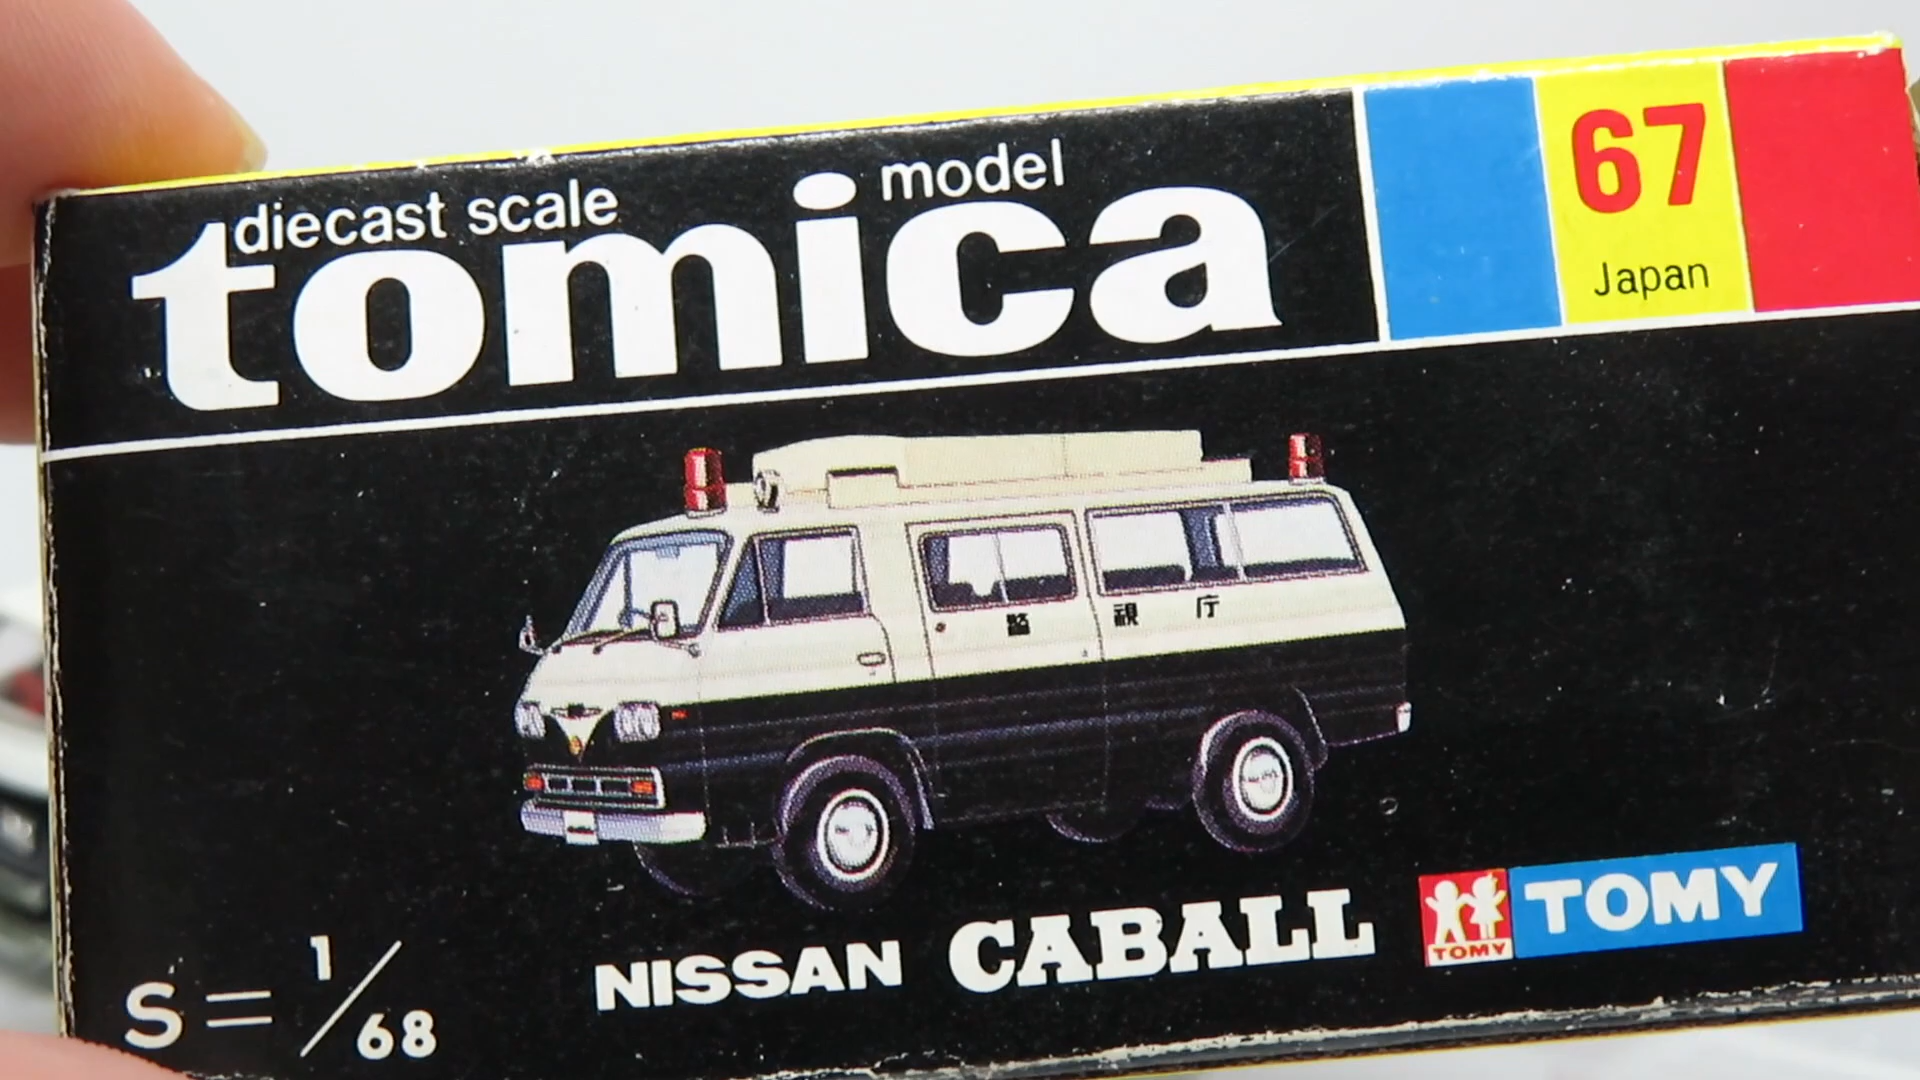 diecast scale model
tomica
67
Japan
警視庁
NISSAN CABALL
TOMY
TOMY
S=1/68